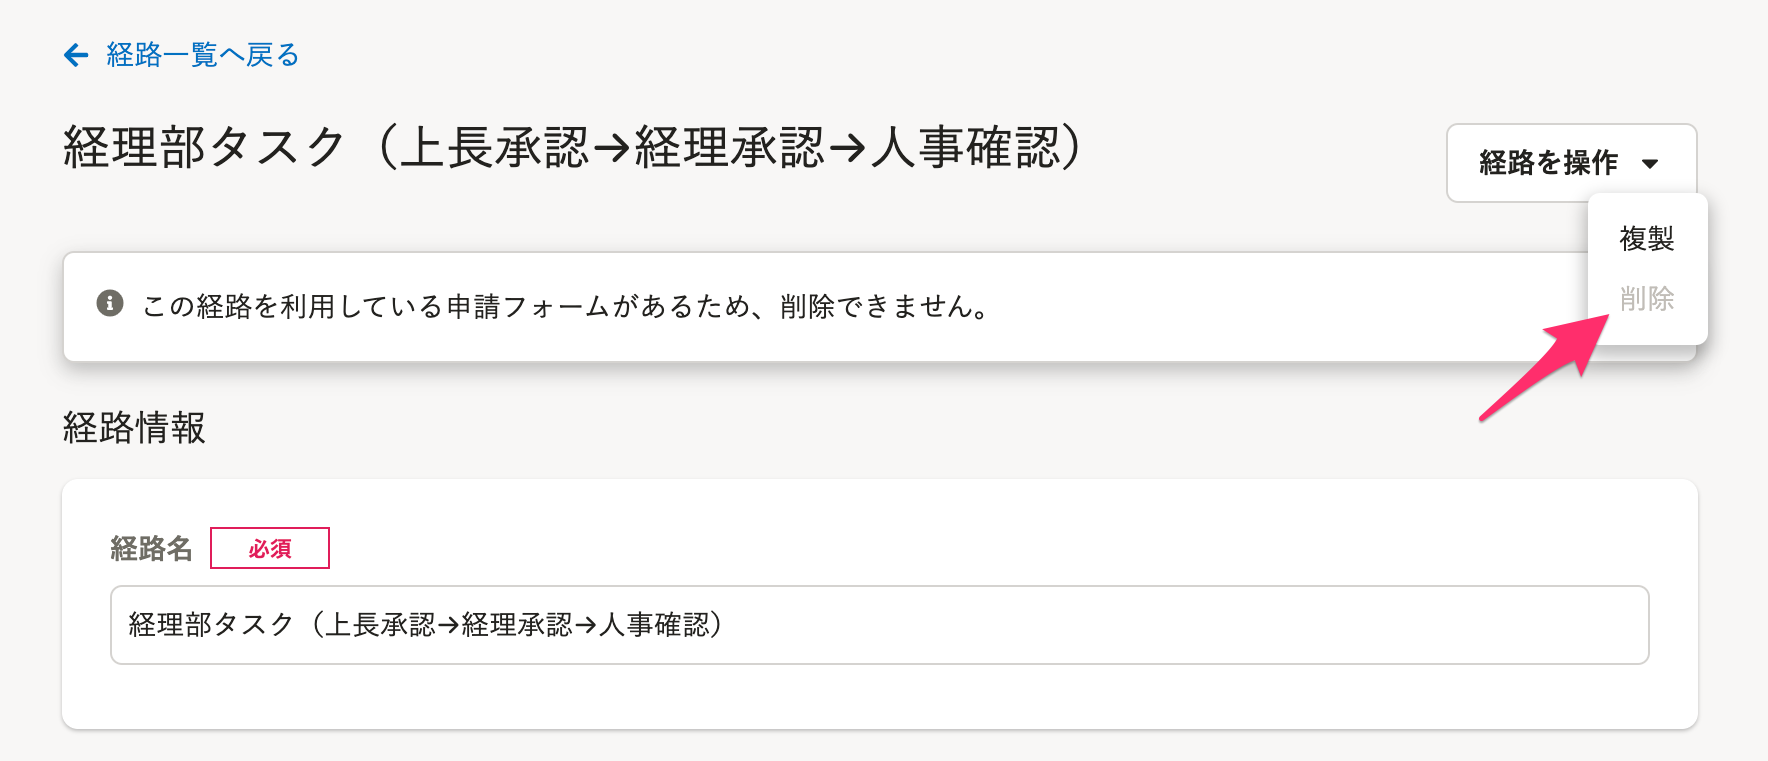 経路一覧へ戻る
経理部タスク（上長承認→経理承認→人事確認）
経路を操作
複製
削除
この経路を利用している申請フォームがあるため、削除できません。
経路情報
経路名 必須
経理部タスク（上長承認→経理承認→人事確認）